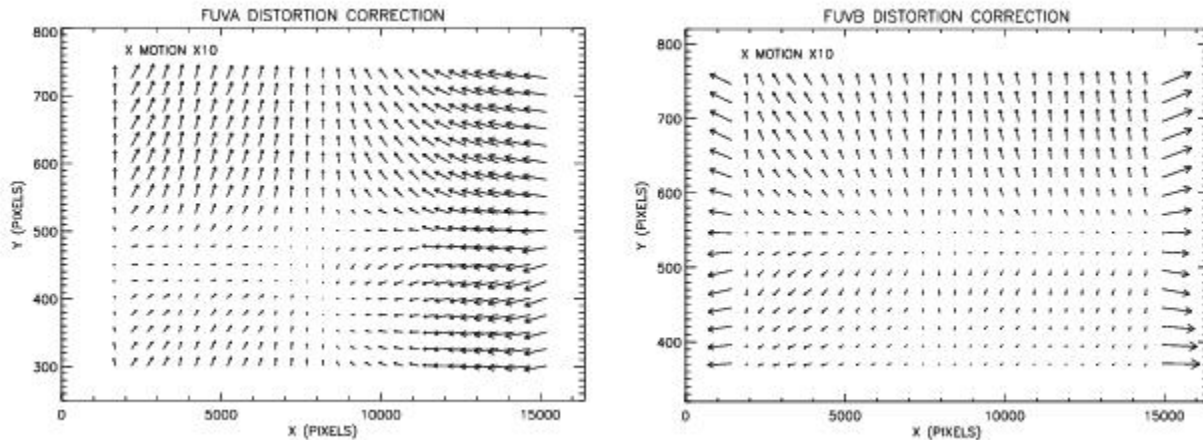 FUVA DISTORTION CORRECTION
X MOTION X10
800
700
600
500
400
300
Y (PIXELS)
0
5000
10000
15000
X (PIXELS)
FUVB DISTORTION CORRECTION
X MOTION X10
800
700
600
500
400
Y (PIXELS)
0
5000
10000
15000
X (PIXELS)